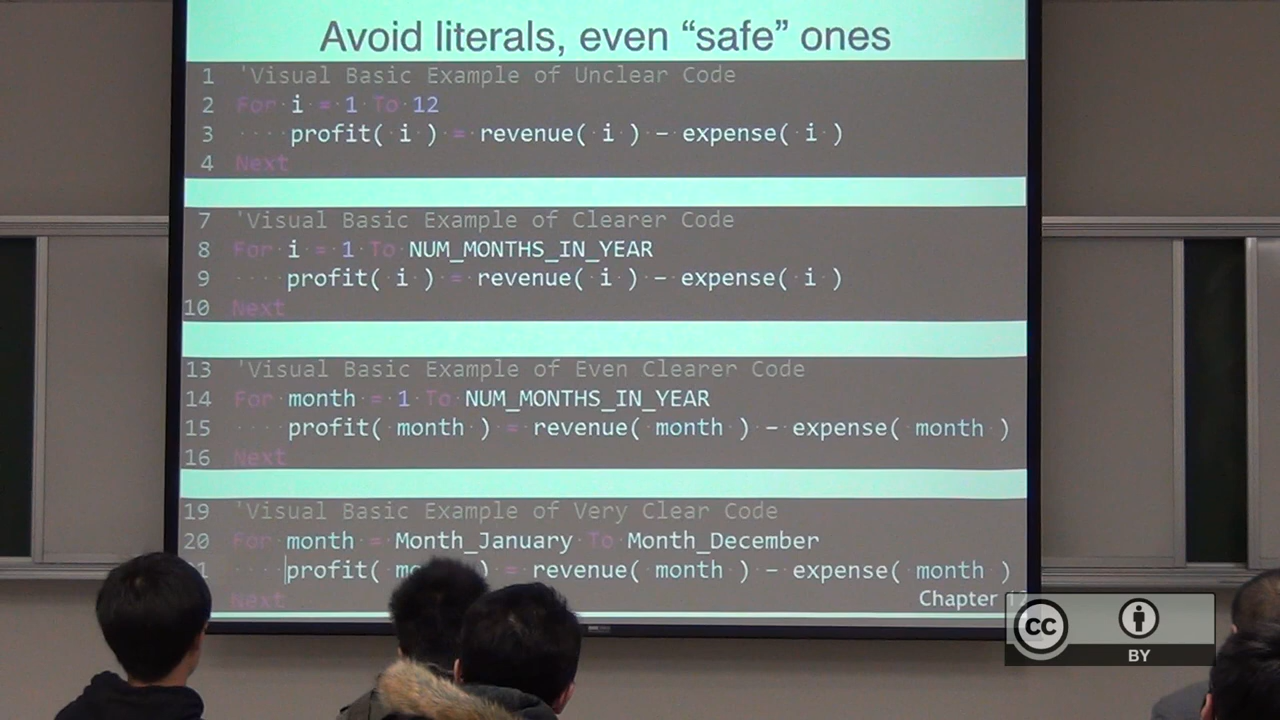 Avoid literals, even “safe” ones
1 'Visual Basic Example of Unclear Code
2 For i = 1 To 12
3 profit( i ) = revenue( i ) - expense( i )
4 Next
7 'Visual Basic Example of Clearer Code
8 For i = 1 To NUM_MONTHS_IN_YEAR
9 profit( i ) = revenue( i ) - expense( i )
10 Next
13 'Visual Basic Example of Even Clearer Code
14 For month = 1 To NUM_MONTHS_IN_YEAR
15 profit( month ) = revenue( month ) - expense( month )
16 Next
19 'Visual Basic Example of Very Clear Code
20 For month = Month_January To Month_December
profit( ) = revenue( month ) - expense( month )
Next
Chapter
CC
BY